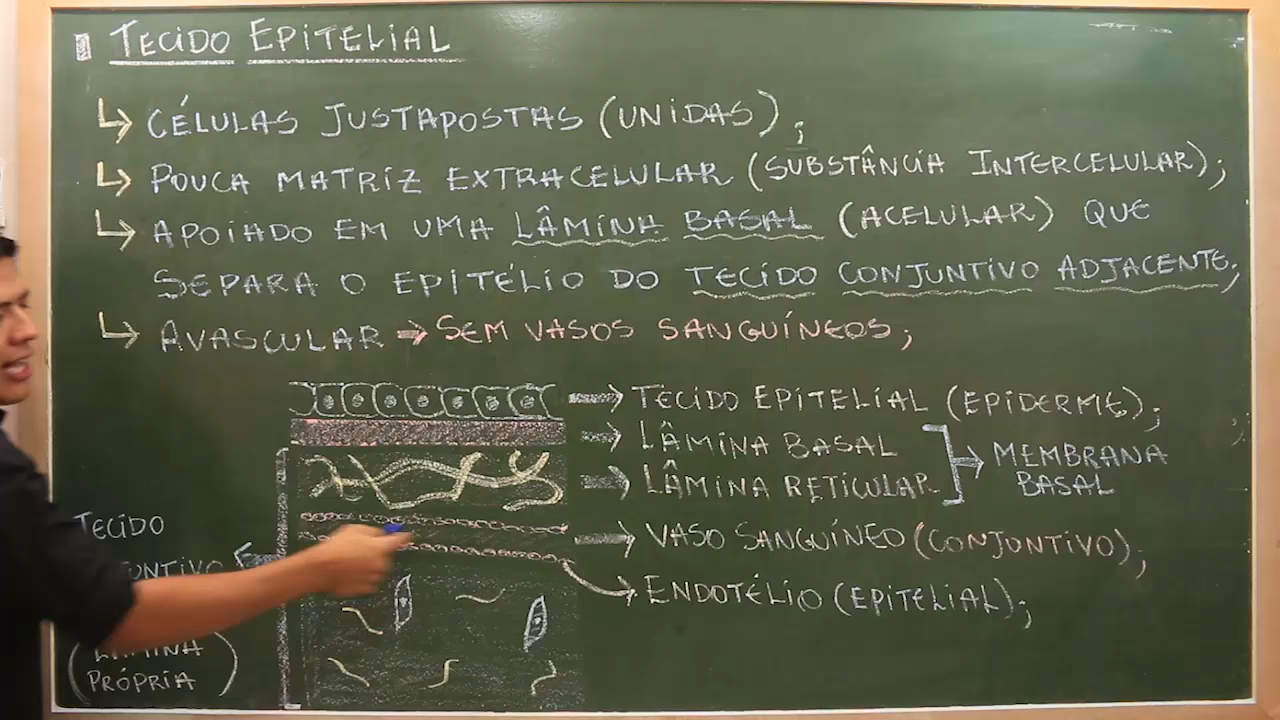 TECIDO EPITELIAL
↳ CÉLULAS JUSTAPOSTAS (UNIDAS);
↳ POUCA MATRIZ EXTRACELULAR (SUBSTÂNCIA INTERCELULAR);
↳ APOIADO EM UMA LÂMINA BASAL (ACELULAR) QUE
SEPARA O EPITÉLIO DO TECIDO CONJUNTIVO ADJACENTE;
↳ AVASCULAR ⇒ SEM VASOS SANGUÍNEOS;
→ TECIDO EPITELIAL (EPIDERME);
→ LÂMINA BASAL
→ LÂMINA RETICULAR
→ MEMBRANA
BASAL
→ VASO SANGUÍNEO (CONJUNTIVO);
→ ENDOTÉLIO (EPITELIAL);
TECIDO
(LÂMINA
PRÓPRIA)